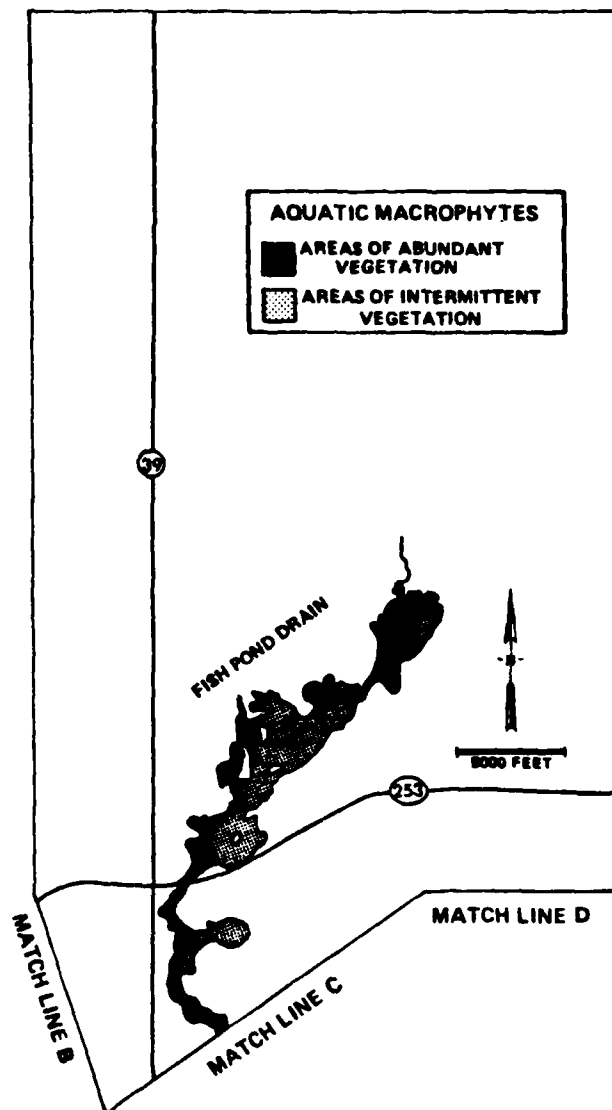 AQUATIC MACROPHYTES
AREAS OF ABUNDANT
VEGETATION
AREAS OF INTERMITTENT
VEGETATION
39
FISH POND DRAIN
5000 FEET
253
MATCH LINE D
MATCH LINE B
MATCH LINE C